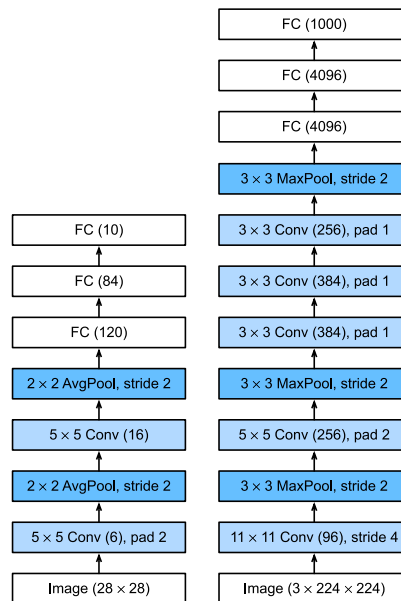 FC (1000)
FC (4096)
FC (4096)
3 × 3 MaxPool, stride 2
3 × 3 Conv (256), pad 1
3 × 3 Conv (384), pad 1
3 × 3 Conv (384), pad 1
3 × 3 MaxPool, stride 2
5 × 5 Conv (256), pad 2
3 × 3 MaxPool, stride 2
11 × 11 Conv (96), stride 4
Image (3 × 224 × 224)
FC (10)
FC (84)
FC (120)
2 × 2 AvgPool, stride 2
5 × 5 Conv (16)
2 × 2 AvgPool, stride 2
5 × 5 Conv (6), pad 2
Image (28 × 28)